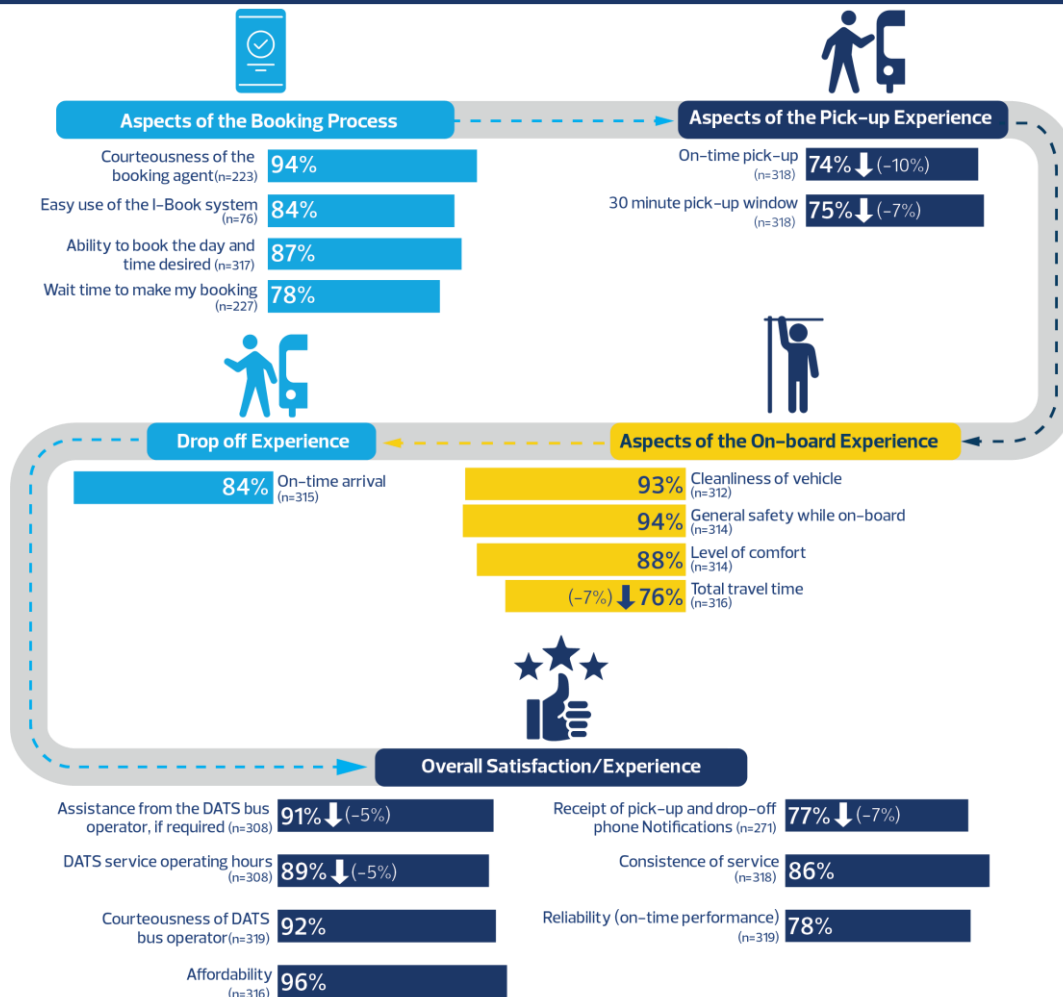 Aspects of the Booking Process
Courteousness of the
booking agent(n=223)
94%
Easy use of the I-Book system
(n=76)
84%
Ability to book the day and
time desired (n=317)
87%
Wait time to make my booking
(n=227)
78%
Aspects of the Pick-up Experience
On-time pick-up
(n=318)
74% (-10%)
30 minute pick-up window
(n=318)
75% (-7%)
Aspects of the On-board Experience
93%
Cleanliness of vehicle
(n=312)
94%
General safety while on-board
(n=314)
88%
Level of comfort
(n=314)
(-7%) 76%
Total travel time
(n=316)
Drop off Experience
84%
On-time arrival
(n=315)
Overall Satisfaction/Experience
Assistance from the DATS bus
operator, if required (n=308)
91% (-5%)
DATS service operating hours
(n=308)
89% (-5%)
Courteousness of DATS
bus operator(n=319)
92%
Affordability
(n=316)
96%
Receipt of pick-up and drop-off
phone Notifications (n=271)
77% (-7%)
Consistence of service
(n=318)
86%
Reliability (on-time performance)
(n=319)
78%